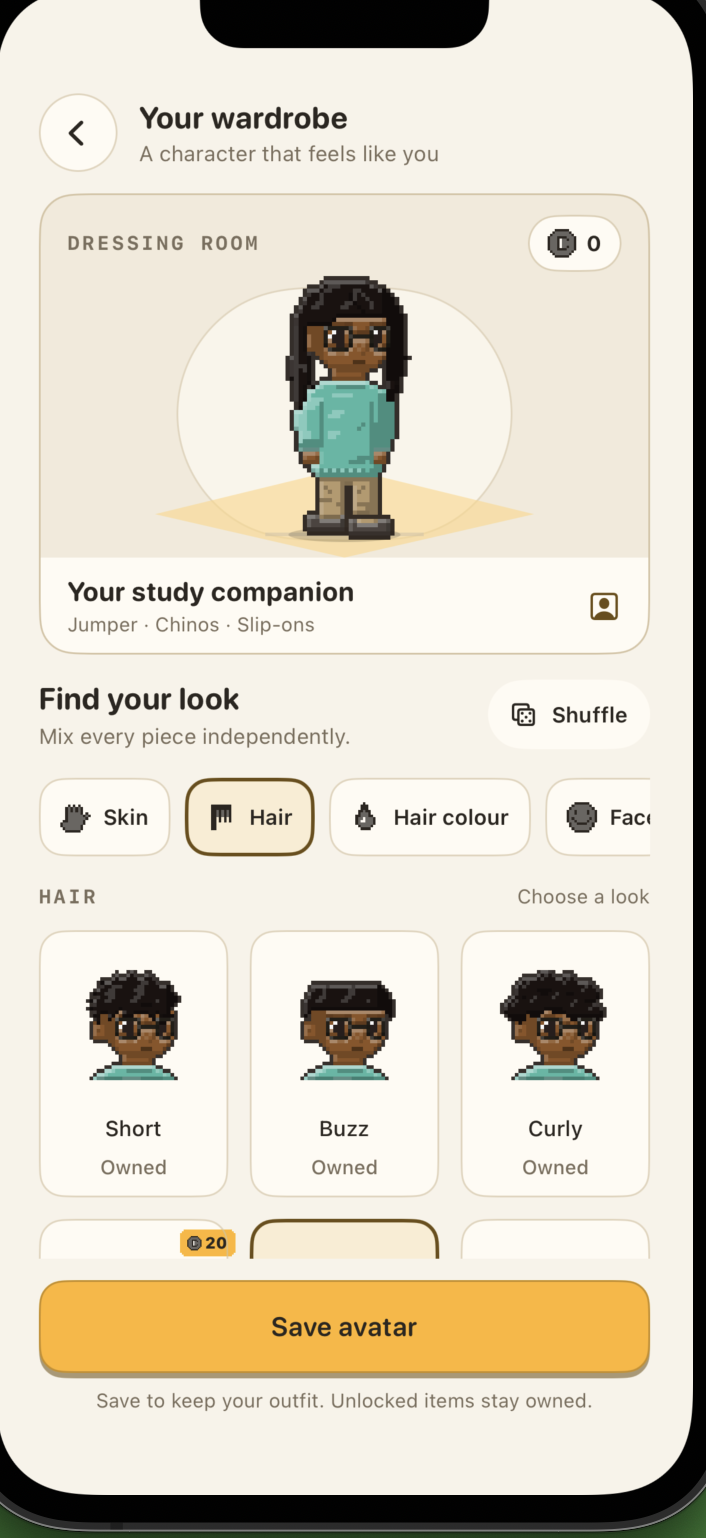 Your wardrobe
A character that feels like you
DRESSING ROOM
0
Your study companion
Jumper · Chinos · Slip-ons
Find your look
Shuffle
Mix every piece independently.
Skin
Hair
Hair colour
Face
HAIR
Choose a look
Short
Buzz
Curly
Owned
Owned
Owned
20
Save avatar
Save to keep your outfit. Unlocked items stay owned.